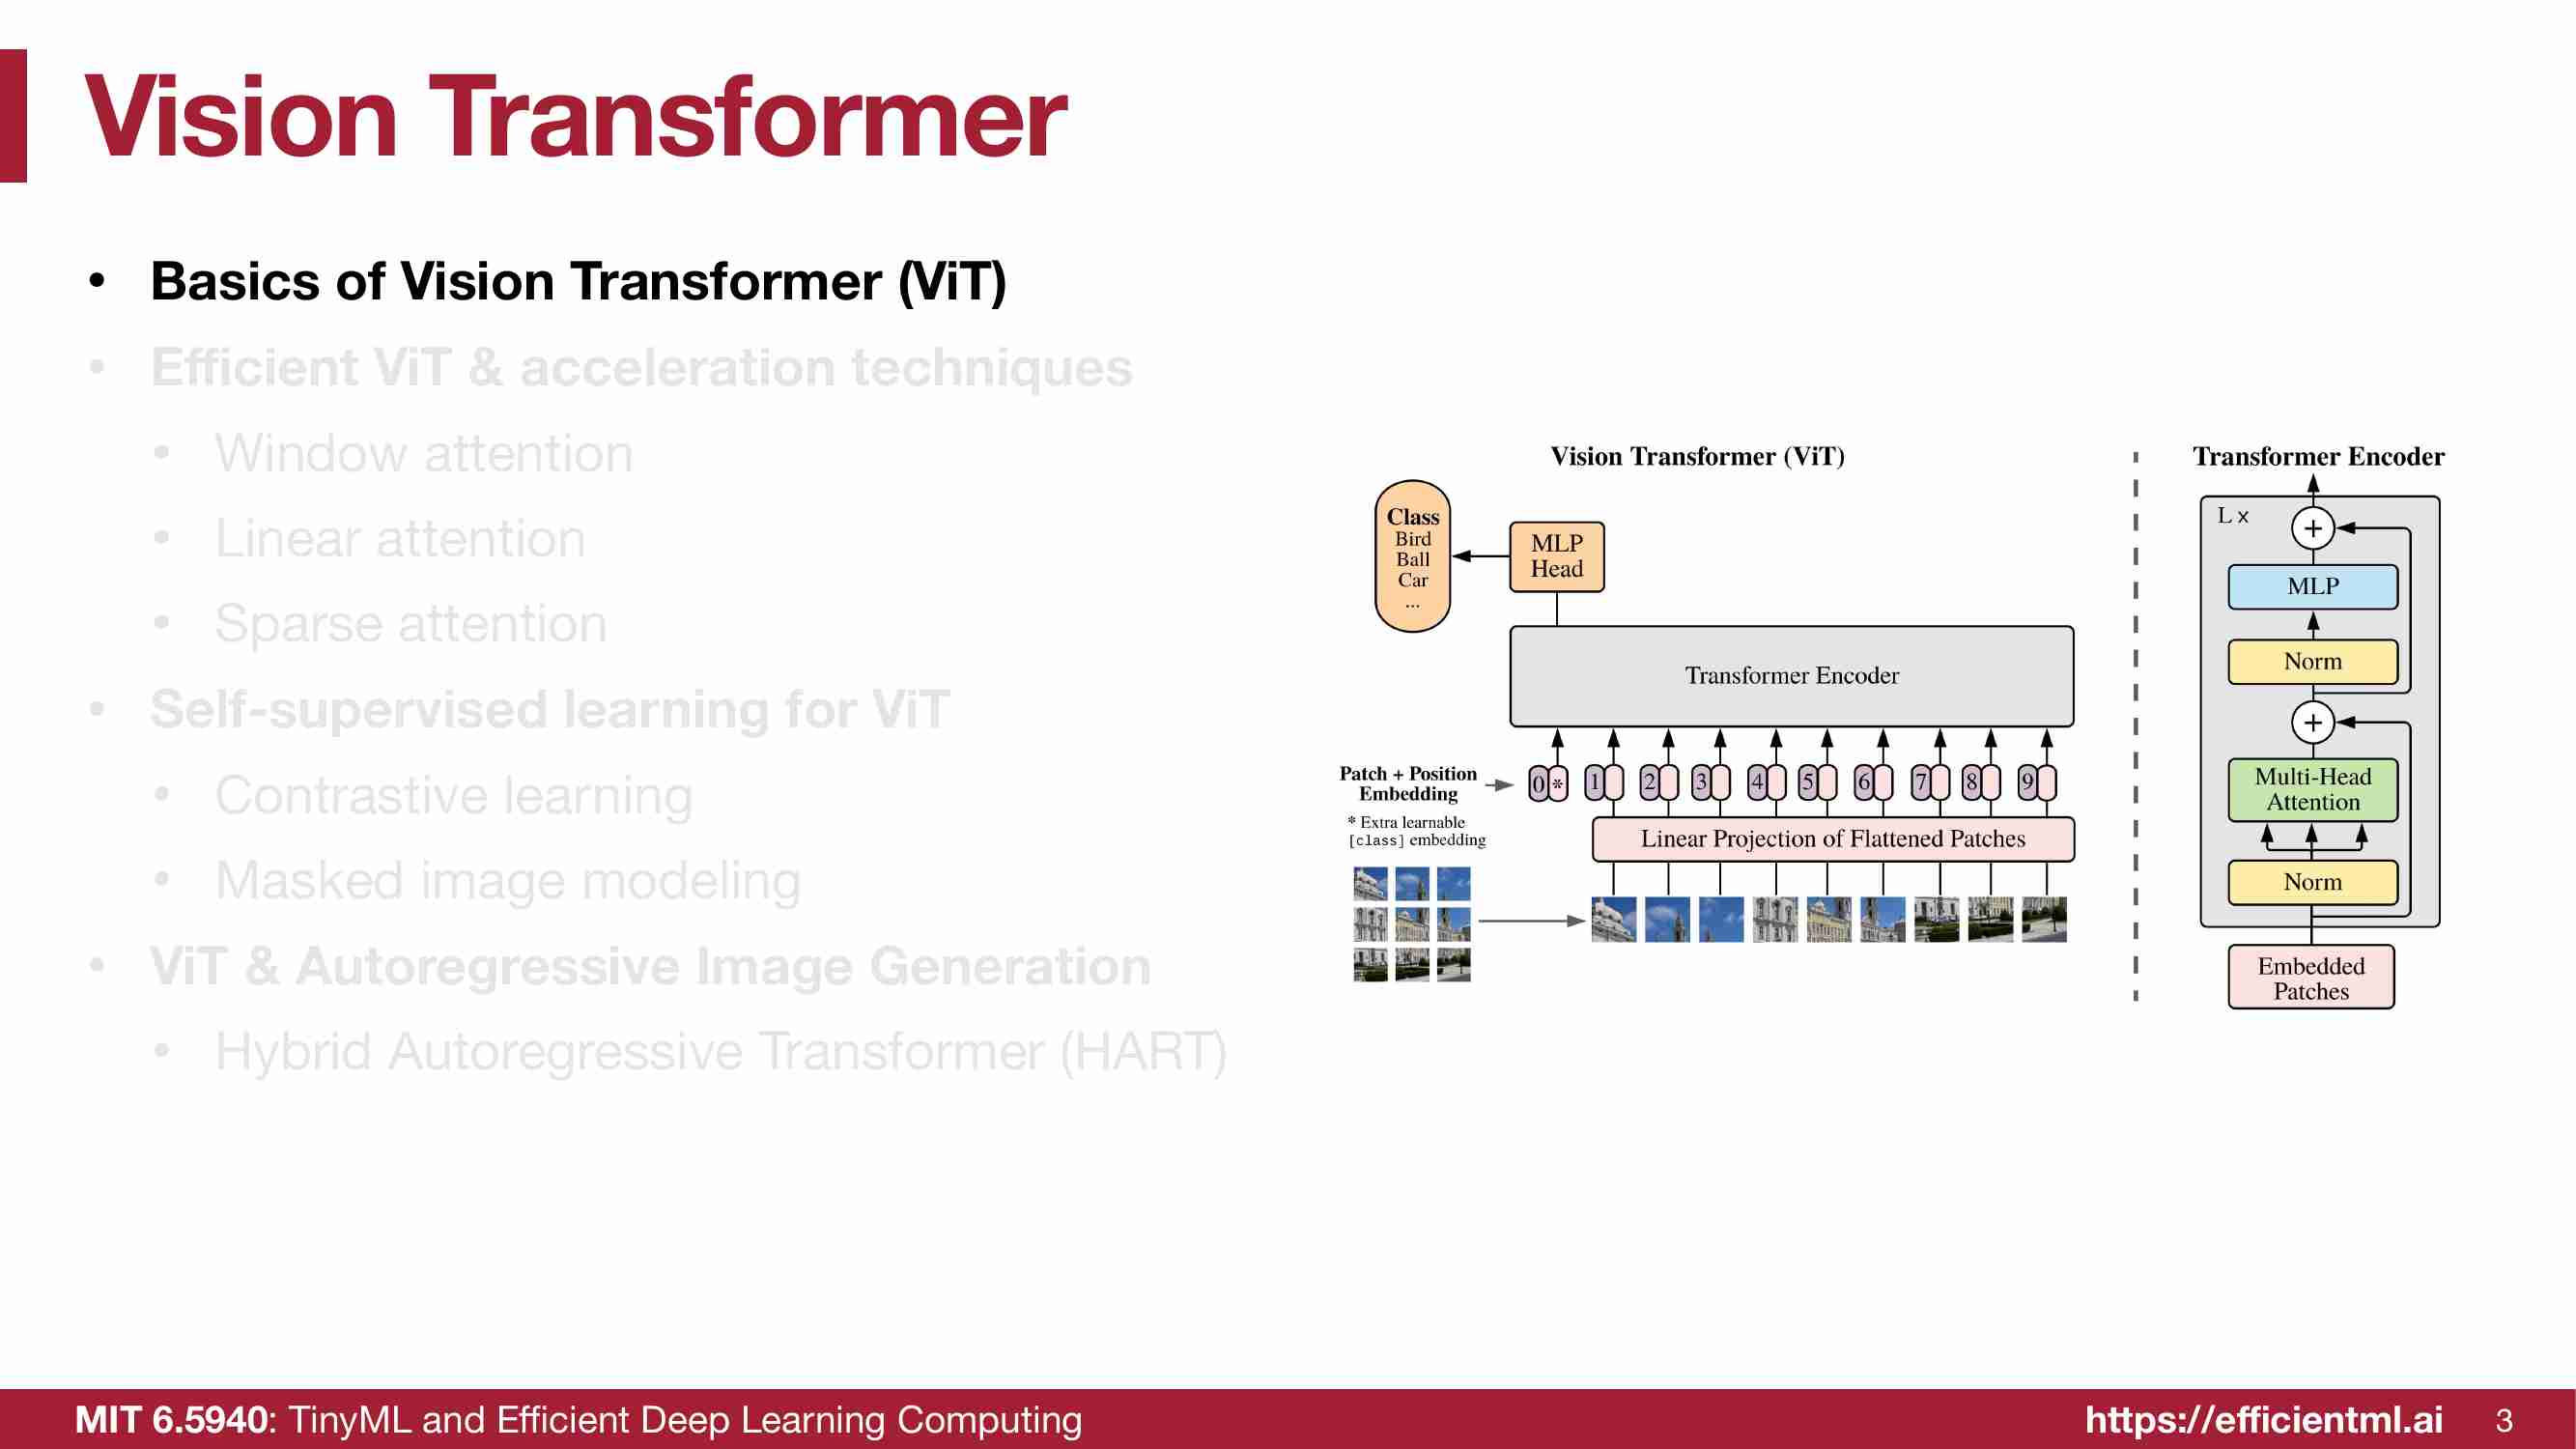 Vision Transformer
• Basics of Vision Transformer (ViT)
• Efficient ViT & acceleration techniques
• Window attention
• Linear attention
• Sparse attention
• Self-supervised learning for ViT
• Contrastive learning
• Masked image modeling
• ViT & Autoregressive Image Generation
• Hybrid Autoregressive Transformer (HART)
Vision Transformer (ViT)
Class
Bird
Ball
Car
...
MLP
Head
Transformer Encoder
Patch + Position
Embedding
* Extra learnable
[class] embedding
0 * 1 2 3 4 5 6 7 8 9
Linear Projection of Flattened Patches
Transformer Encoder
L x
+
MLP
Norm
+
Multi-Head
Attention
Norm
Embedded
Patches
MIT 6.5940: TinyML and Efficient Deep Learning Computing
https://efficientml.ai
3